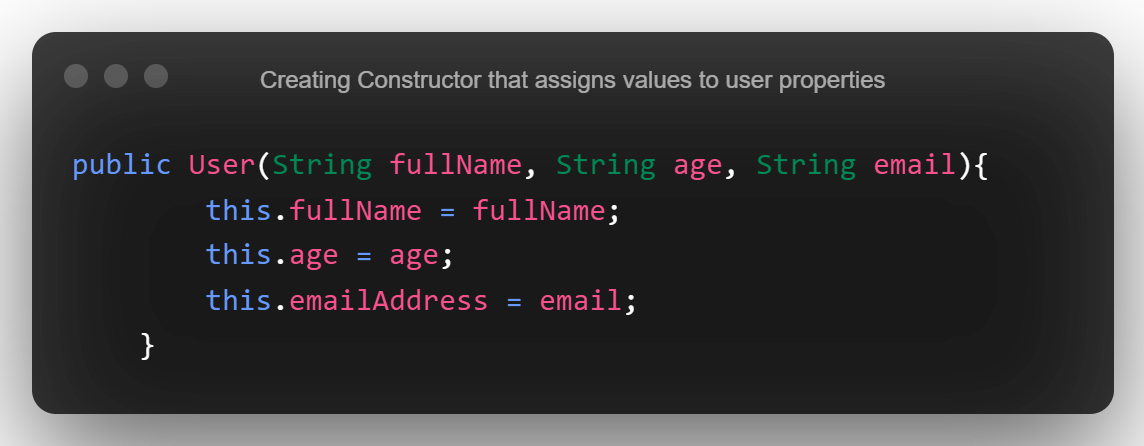 Creating Constructor that assigns values to user properties
public User(String fullName, String age, String email){
this.fullName = fullName;
this.age = age;
this.emailAddress = email;
}